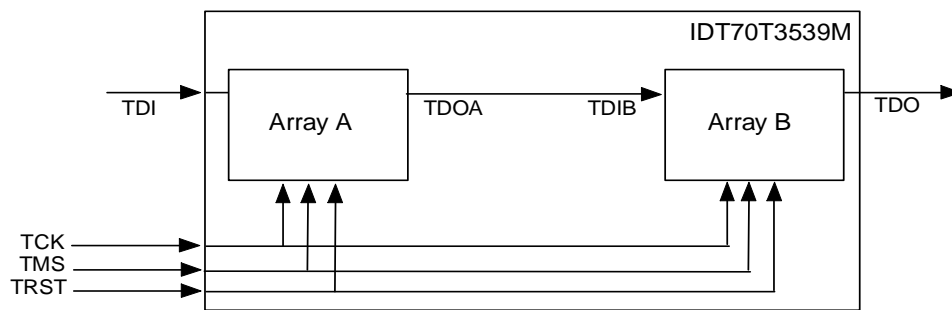 IDT70T3539M
Array A
Array B
TDI
TDOA
TDIB
TDO
TCK
TMS
TRST